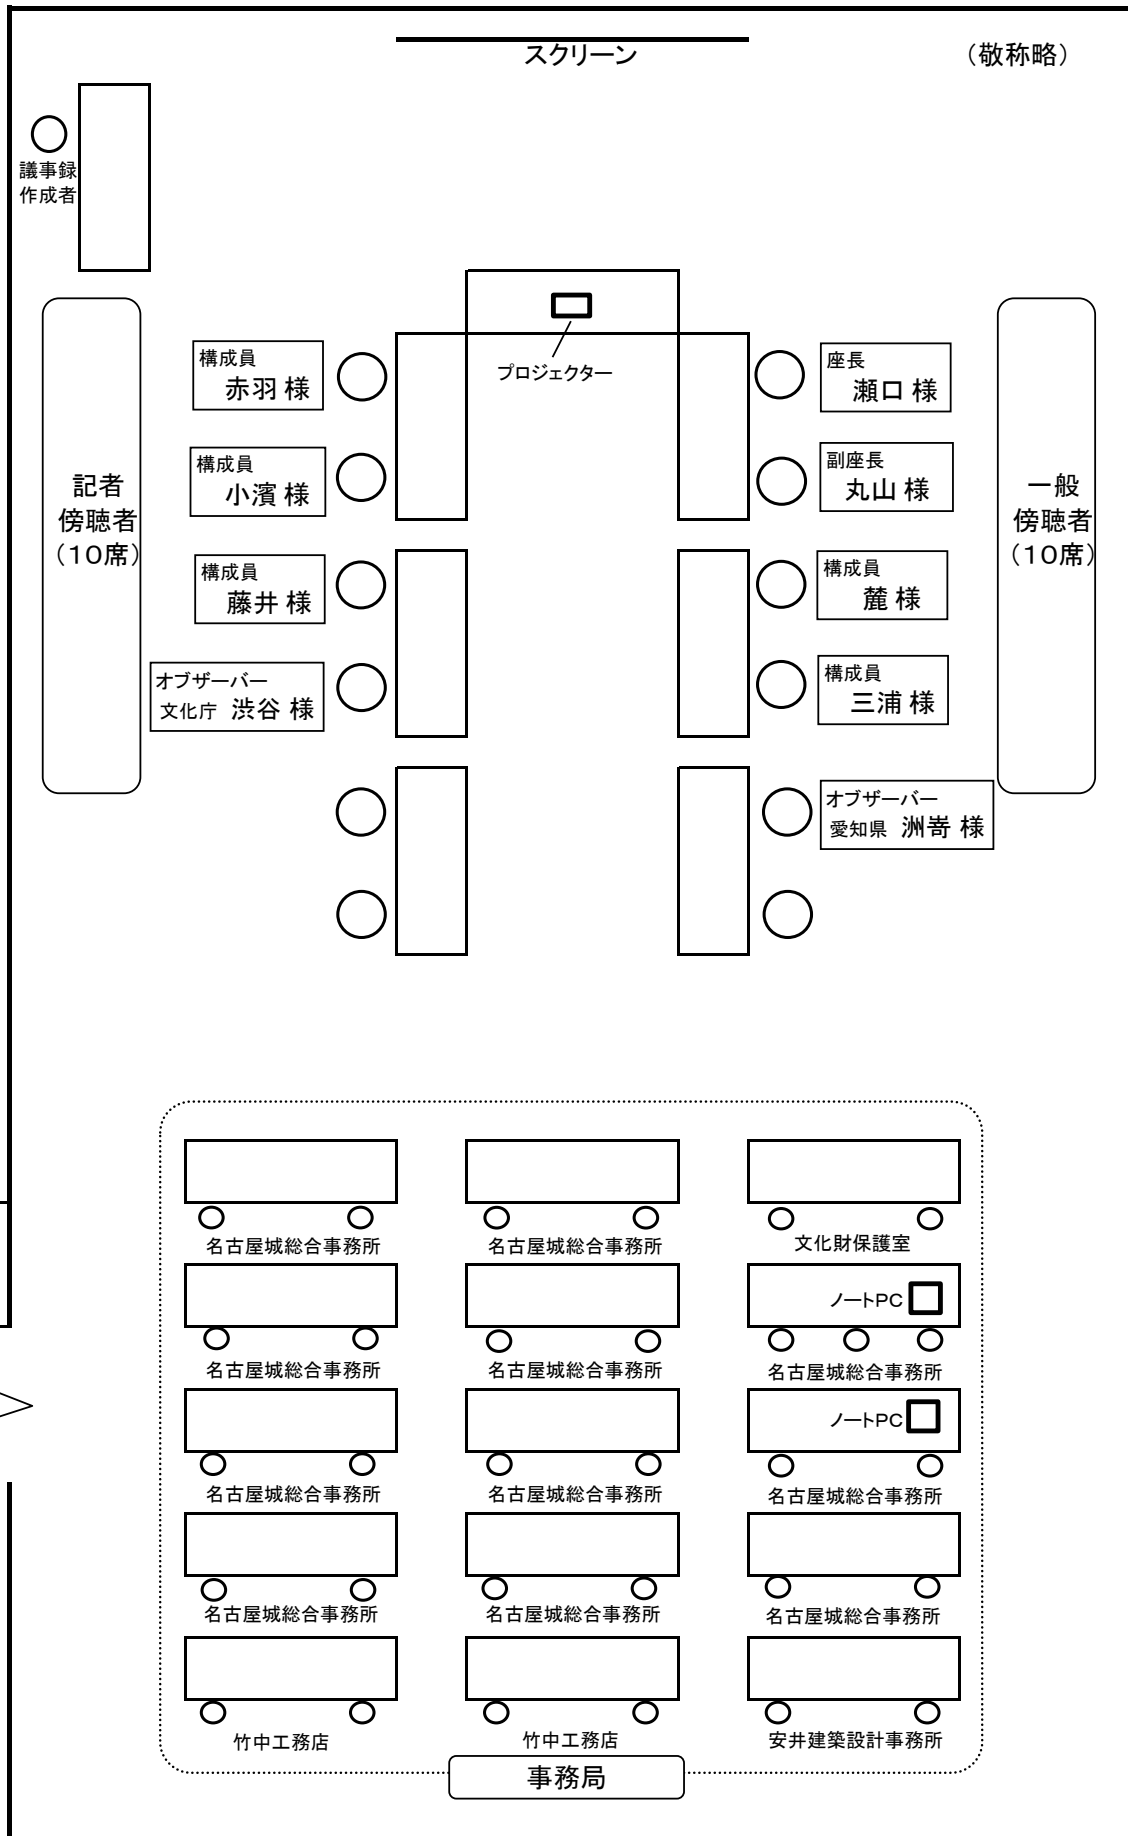 スクリーン
（敬称略）
議事録
作成者
プロジェクター
構成員
赤羽 様
座長
瀬口 様
構成員
小濱 様
副座長
丸山 様
記者
傍聴者
（10席）
一般
傍聴者
（10席）
構成員
藤井 様
構成員
麓 様
オブザーバー
文化庁 渋谷 様
構成員
三浦 様
オブザーバー
愛知県 洲嵜 様
名古屋城総合事務所
名古屋城総合事務所
文化財保護室
ノートPC
名古屋城総合事務所
名古屋城総合事務所
名古屋城総合事務所
ノートPC
名古屋城総合事務所
名古屋城総合事務所
名古屋城総合事務所
名古屋城総合事務所
名古屋城総合事務所
名古屋城総合事務所
竹中工務店
竹中工務店
安井建築設計事務所
事務局